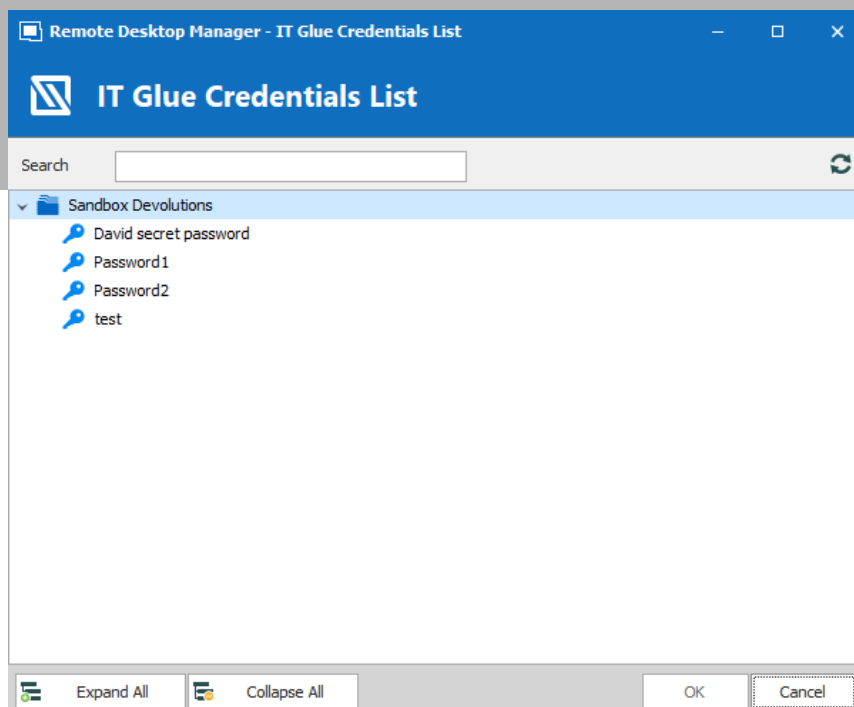 Remote Desktop Manager - IT Glue Credentials List
IT Glue Credentials List
Search
Sandbox Devolutions
David secret password
Password1
Password2
test
Expand All
Collapse All
OK
Cancel